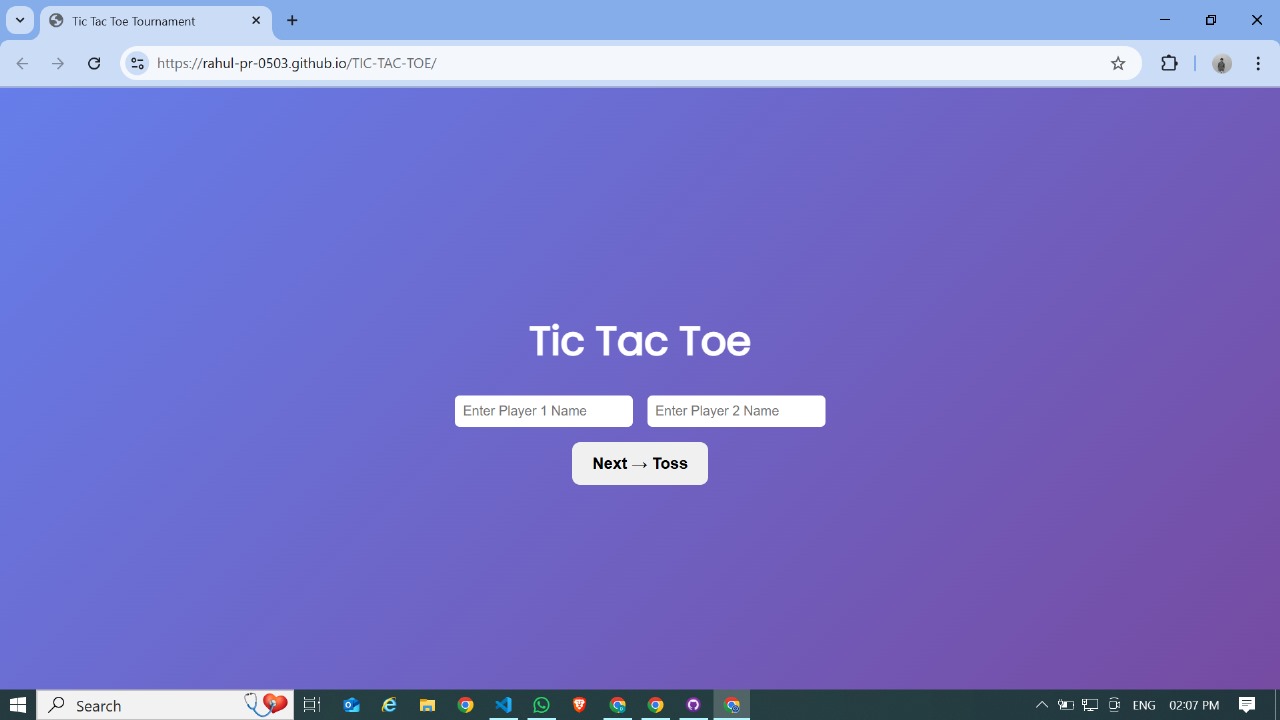 Tic Tac Toe Tournament
https://rahul-pr-0503.github.io/TIC-TAC-TOE/
Tic Tac Toe
Enter Player 1 Name Enter Player 2 Name
Next → Toss
Search ENG 02:07 PM